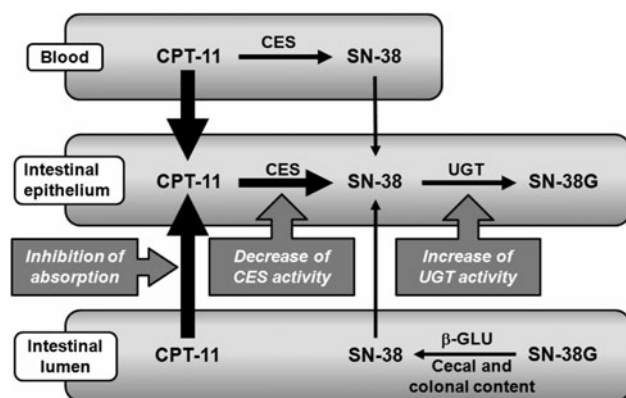 Blood
CPT-11
CES
SN-38
Intestinal
epithelium
CPT-11
CES
SN-38
UGT
SN-38G
Inhibition of
absorption
Decrease of
CES activity
Increase of
UGT activity
Intestinal
lumen
CPT-11
SN-38
β-GLU
Cecal and
colonal content
SN-38G